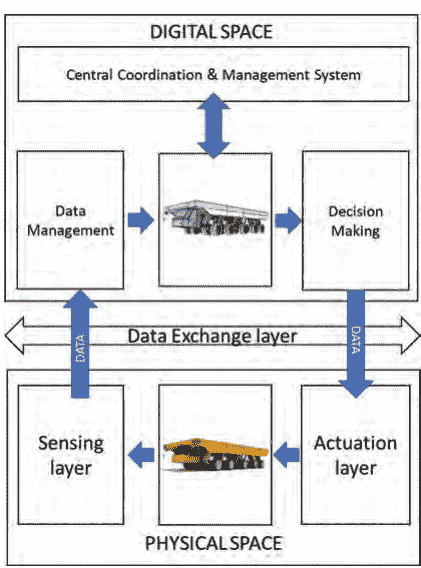 DIGITAL SPACE
Central Coordination & Management System
Data
Management
Decision
Making
DATA
Data Exchange layer
DATA
Sensing
layer
Actuation
layer
PHYSICAL SPACE